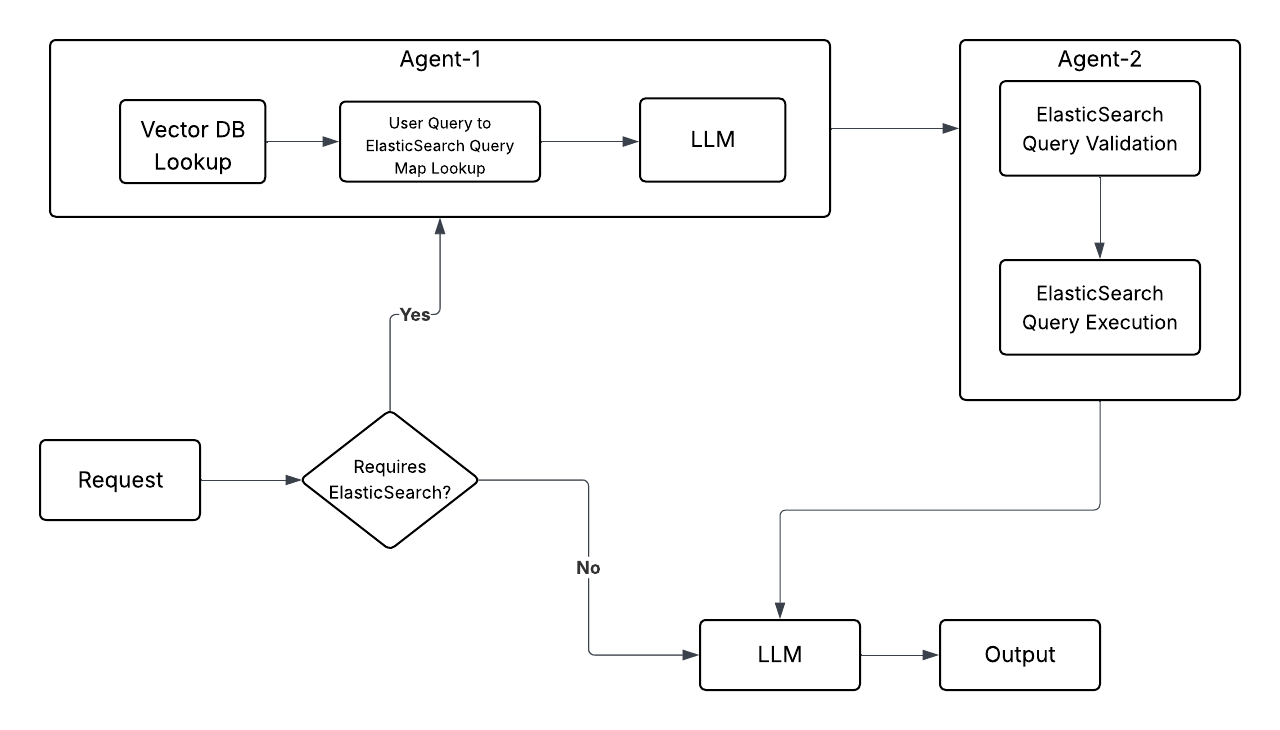 Agent-1
Vector DB
Lookup
User Query to
ElasticSearch Query
Map Lookup
LLM
Agent-2
ElasticSearch
Query Validation
ElasticSearch
Query Execution
Yes
Request
Requires
ElasticSearch?
No
LLM
Output